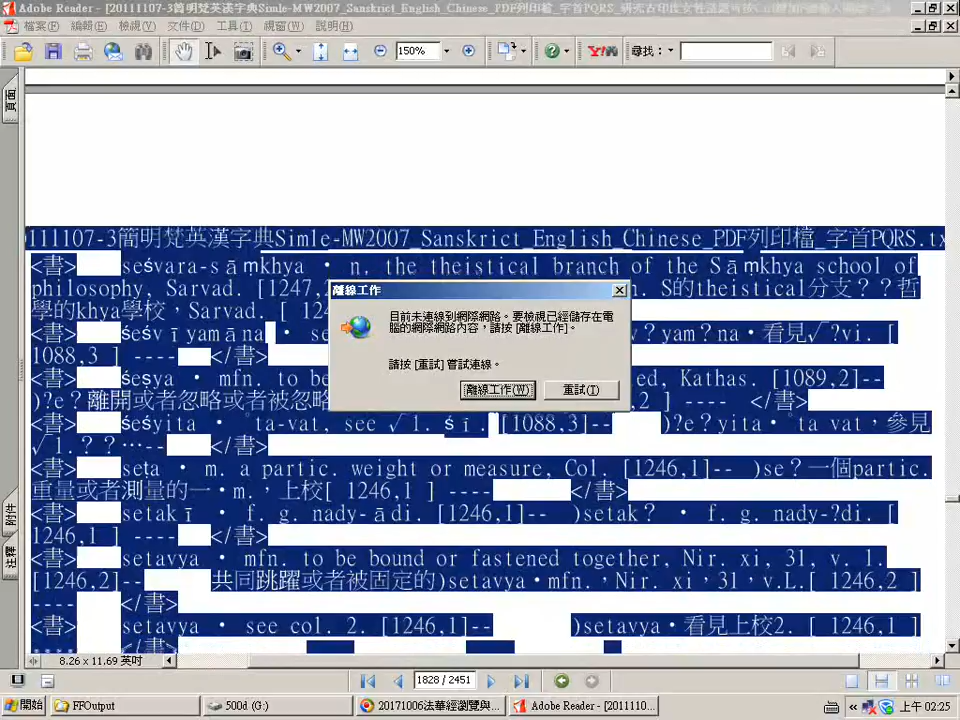 Adobe Reader - [20111107-3簡明梵英漢字典Simle-MW2007_Sanskrict_English_Chinese_PDF列印檔_字首PQRS
檔案(F) 編輯(E) 檢視(V) 文件(D) 工具(T) 視窗(W) 說明(H)
150%
尋找：
頁面
附件
注釋
0111107-3簡明梵英漢字典Simle-MW2007_Sanskrict_English_Chinese_PDF列印檔_字首PQRS.tx
<書> seśvara-sāṃkhya • n. the theistical branch of the Sāṃkhya school of
philosophy, Sarvad. [1247,2 n. S的theistical分支？？哲
學的khya學校，Sarvad. [ 1
<書> seśvīyamāna • se 看見√?vi. [
1088,3 ] ---- </書>
<書> seṣya • mfn. to be ed, Kathas. [1089,2]--
)?e？離開或者忽略或者被忽略 2 ] ---- </書>
<書> seśyita • °ta-vat, see √1. śī. [1088,3]-- )?e？yita•°ta vat，參見
√1.？？… ---- </書>
<書> seta • m. a partic. weight or measure, Col. [1246,1]-- )se？一個partic.
重量或者測量的一•m.，上校[ 1246,1 ] ---- </書>
<書> setakī • f. g. nady-ādi. [1246,1]-- )setak？ • f. g. nady-?di. [
1246,1 ] ---- </書>
<書> setavya • mfn. to be bound or fastened together, Nir. xi, 31, v. l.
[1246,2]-- 共同跳躍或者被固定的)setavya•mfn.，Nir. xi，31，v.L.[ 1246,2 ]
---- </書>
<書> setavya • see col. 2. [1246,1]-- )setavya•看見上校2. [ 1246,1 ]
離線工作
目前未連線到網際網路。要檢視已經儲存在電
腦的網際網路內容，請按 [離線工作]。
請按 [重試] 嘗試連線。
離線工作(W) 重試(T)
8.26 x 11.69 英吋
1828 / 2451
開始 FFOutput 500d (G:) 20171006法華經瀏覽與... Adobe Reader - [2011110... 上午 02:25